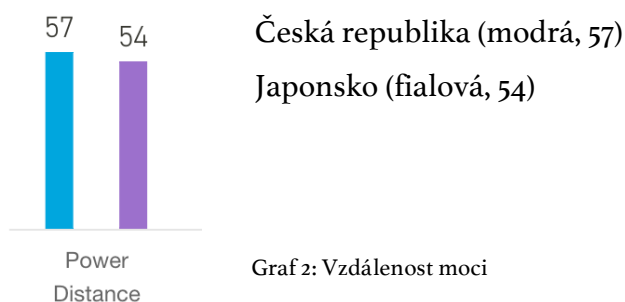 57 54
Česká republika (modrá, 57)
Japonsko (fialová, 54)
Power
Distance
Graf 2: Vzdálenost moci